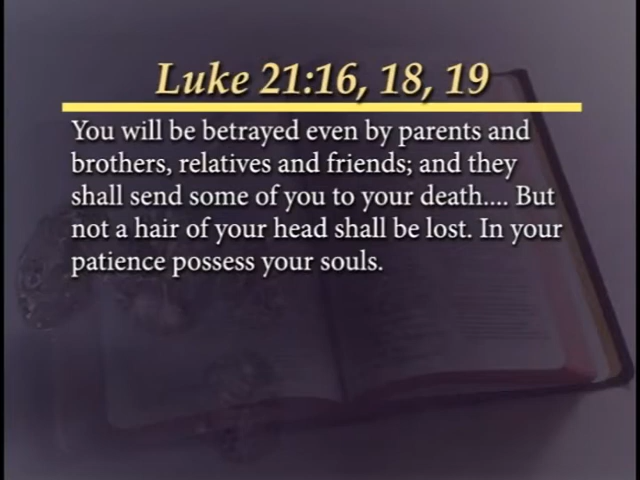 Luke 21:16, 18, 19
You will be betrayed even by parents and
brothers, relatives and friends; and they
shall send some of you to your death.... But
not a hair of your head shall be lost. In your
patience possess your souls.